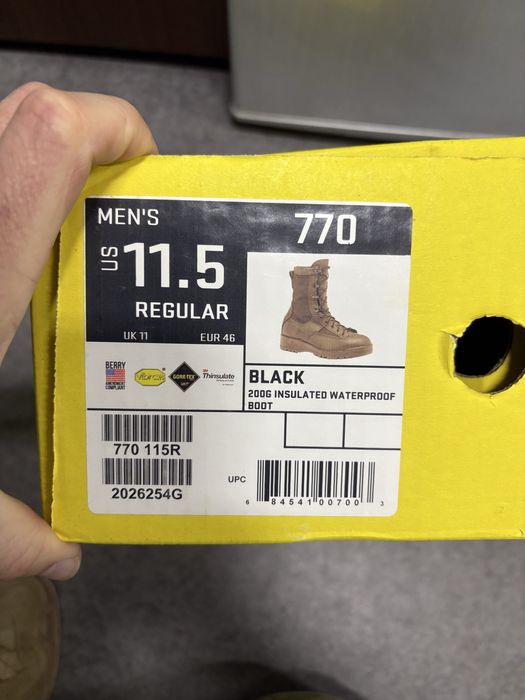 MEN'S
770
US 11.5
REGULAR
UK 11 EUR 46
BERRY
AMENDMENT
COMPLIANT
GORE-TEX
3M
Thinsulate
BLACK
200G INSULATED WATERPROOF
BOOT
770 115R
2026254G
UPC
6 84541 00700 3